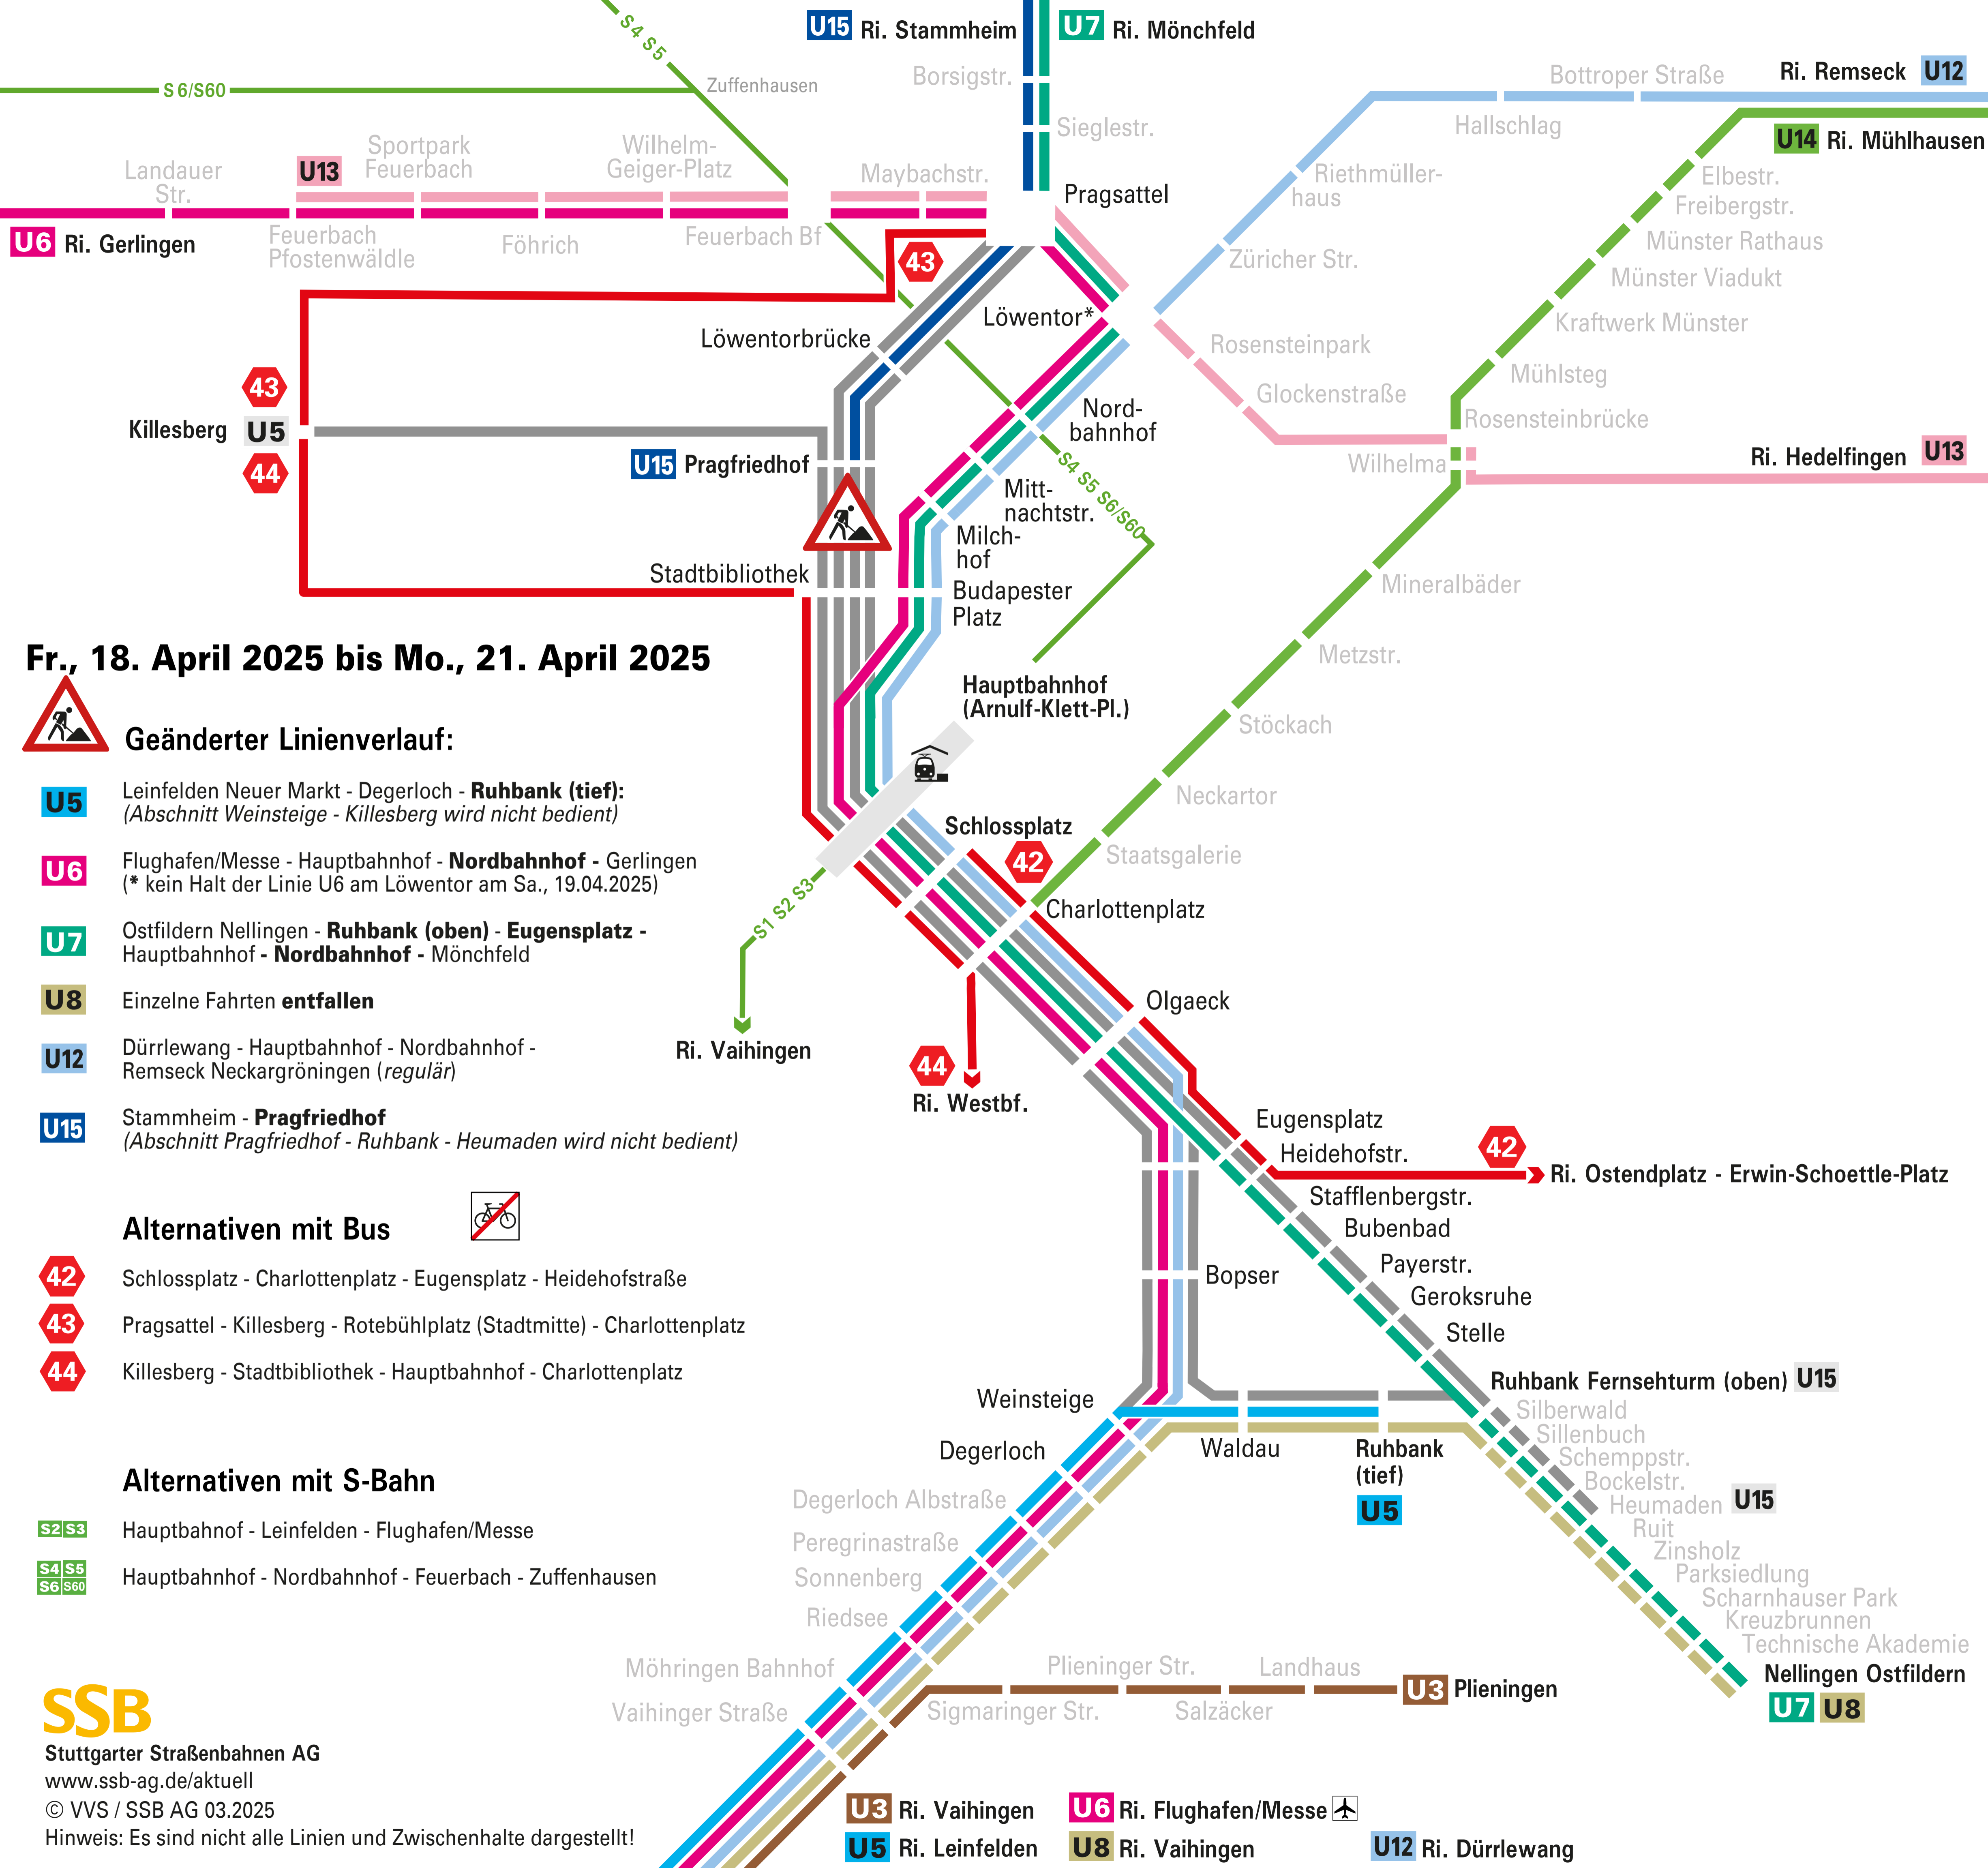 U15 Ri. Stammheim
U7 Ri. Mönchfeld
S4 S5
S6/S60
Zuffenhausen
Borsigstr.
Sieglestr.
Bottroper Straße
Ri. Remseck U12
Hallschlag
U14 Ri. Mühlhausen
Landauer
Str.
U13
Sportpark
Feuerbach
Wilhelm-
Geiger-Platz
Maybachstr.
Pragsattel
Riethmüller-
haus
Elbestr.
Freibergstr.
U6 Ri. Gerlingen
Feuerbach
Pfostenwäldle
Föhrich
Feuerbach Bf
43
Züricher Str.
Münster Rathaus
Münster Viadukt
Kraftwerk Münster
Löwentor*
Löwentorbrücke
Rosensteinpark
Mühlsteg
43
Glockenstraße
Killesberg U5
44
Nord-
bahnhof
Rosensteinbrücke
U15 Pragfriedhof
S4 S5 S6/S60
Wilhelma
Ri. Hedelfingen U13
Mitt-
nachtstr.
Milch-
hof
Stadtbibliothek
Budapester
Platz
Mineralbäder
Metzstr.
Fr., 18. April 2025 bis Mo., 21. April 2025
Hauptbahnhof
(Arnulf-Klett-Pl.)
Stöckach
Neckartor
Geänderter Linienverlauf:
U5
Leinfelden Neuer Markt - Degerloch - Ruhbank (tief):
(Abschnitt Weinsteige - Killesberg wird nicht bedient)
U6
Flughafen/Messe - Hauptbahnhof - Nordbahnhof - Gerlingen
(* kein Halt der Linie U6 am Löwentor am Sa., 19.04.2025)
U7
Ostfildern Nellingen - Ruhbank (oben) - Eugensplatz -
Hauptbahnhof - Nordbahnhof - Mönchfeld
U8
Einzelne Fahrten entfallen
U12
Dürrlewang - Hauptbahnhof - Nordbahnhof -
Remseck Neckargröningen (regulär)
U15
Stammheim - Pragfriedhof
(Abschnitt Pragfriedhof - Ruhbank - Heumaden wird nicht bedient)
Schlossplatz
42
Staatsgalerie
Charlottenplatz
S1 S2 S3
Ri. Vaihingen
44
Ri. Westbf.
Olgaeck
Eugensplatz
Heidehofstr.
42
Ri. Ostendplatz - Erwin-Schoettle-Platz
Stafflenbergstr.
Bubenbad
Payerstr.
Geroksruhe
Stelle
Bopser
Alternativen mit Bus
42
Schlossplatz - Charlottenplatz - Eugensplatz - Heidehofstraße
43
Pragsattel - Killesberg - Rotebühlplatz (Stadtmitte) - Charlottenplatz
44
Killesberg - Stadtbibliothek - Hauptbahnhof - Charlottenplatz
Weinsteige
Degerloch
Waldau
Ruhbank
(tief)
U5
Ruhbank Fernsehturm (oben) U15
Silberwald
Sillenbuch
Schemppstr.
Bockelstr.
Heumaden U15
Ruit
Zinsholz
Parksiedlung
Scharnhauser Park
Kreuzbrunnen
Technische Akademie
Nellingen Ostfildern
U7 U8
Alternativen mit S-Bahn
S2 S3
Hauptbahnof - Leinfelden - Flughafen/Messe
S4 S5
S6 S60
Hauptbahnhof - Nordbahnhof - Feuerbach - Zuffenhausen
Degerloch Albstraße
Peregrinastraße
Sonnenberg
Riedsee
Möhringen Bahnhof
Vaihinger Straße
Plieninger Str.
Landhaus
U3 Plieningen
Sigmaringer Str.
Salzäcker
SSB
Stuttgarter Straßenbahnen AG
www.ssb-ag.de/aktuell
© VVS / SSB AG 03.2025
Hinweis: Es sind nicht alle Linien und Zwischenhalte dargestellt!
U3 Ri. Vaihingen
U6 Ri. Flughafen/Messe
U5 Ri. Leinfelden
U8 Ri. Vaihingen
U12 Ri. Dürrlewang